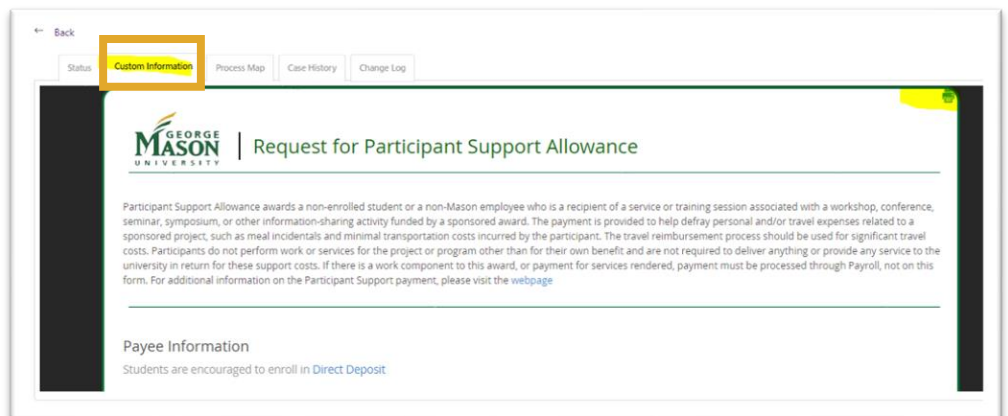 ← Back
Status Custom Information Process Map Case History Change Log
GEORGE
MASON
UNIVERSITY
Request for Participant Support Allowance
Participant Support Allowance awards a non-enrolled student or a non-Mason employee who is a recipient of a service or training session associated with a workshop, conference,
seminar, symposium, or other information-sharing activity funded by a sponsored award. The payment is provided to help defray personal and/or travel expenses related to a
sponsored project, such as meal incidentals and minimal transportation costs incurred by the participant. The travel reimbursement process should be used for significant travel
costs. Participants do not perform work or services for the project or program other than for their own benefit and are not required to deliver anything or provide any service to the
university in return for these support costs. If there is a work component to this award, or payment for services rendered, payment must be processed through Payroll, not on this
form. For additional information on the Participant Support payment, please visit the webpage
Payee Information
Students are encouraged to enroll in Direct Deposit